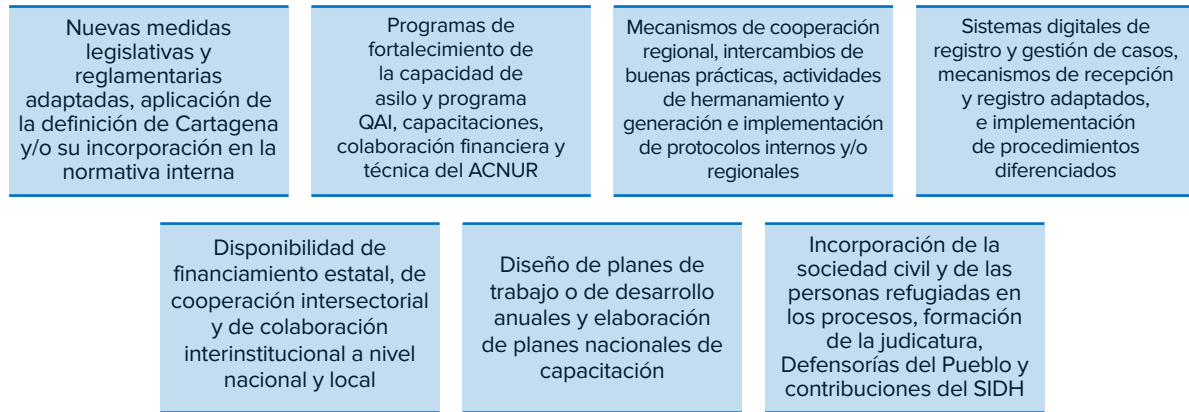 Nuevas medidas
legislativas y
reglamentarias
adaptadas, aplicación de
la definición de Cartagena
y/o su incorporación en la
normativa interna
Programas de
fortalecimiento de
la capacidad de
asilo y programa
QAI, capacitaciones,
colaboración financiera y
técnica del ACNUR
Mecanismos de cooperación
regional, intercambios de
buenas prácticas, actividades
de hermanamiento y
generación e implementación
de protocolos internos y/o
regionales
Sistemas digitales de
registro y gestión de casos,
mecanismos de recepción
y registro adaptados,
e implementación
de procedimientos
diferenciados
Disponibilidad de
financiamiento estatal, de
cooperación intersectorial
y de colaboración
interinstitucional a nivel
nacional y local
Diseño de planes de
trabajo o de desarrollo
anuales y elaboración
de planes nacionales de
capacitación
Incorporación de la
sociedad civil y de las
personas refugiadas en
los procesos, formación
de la judicatura,
Defensorías del Pueblo y
contribuciones del SIDH